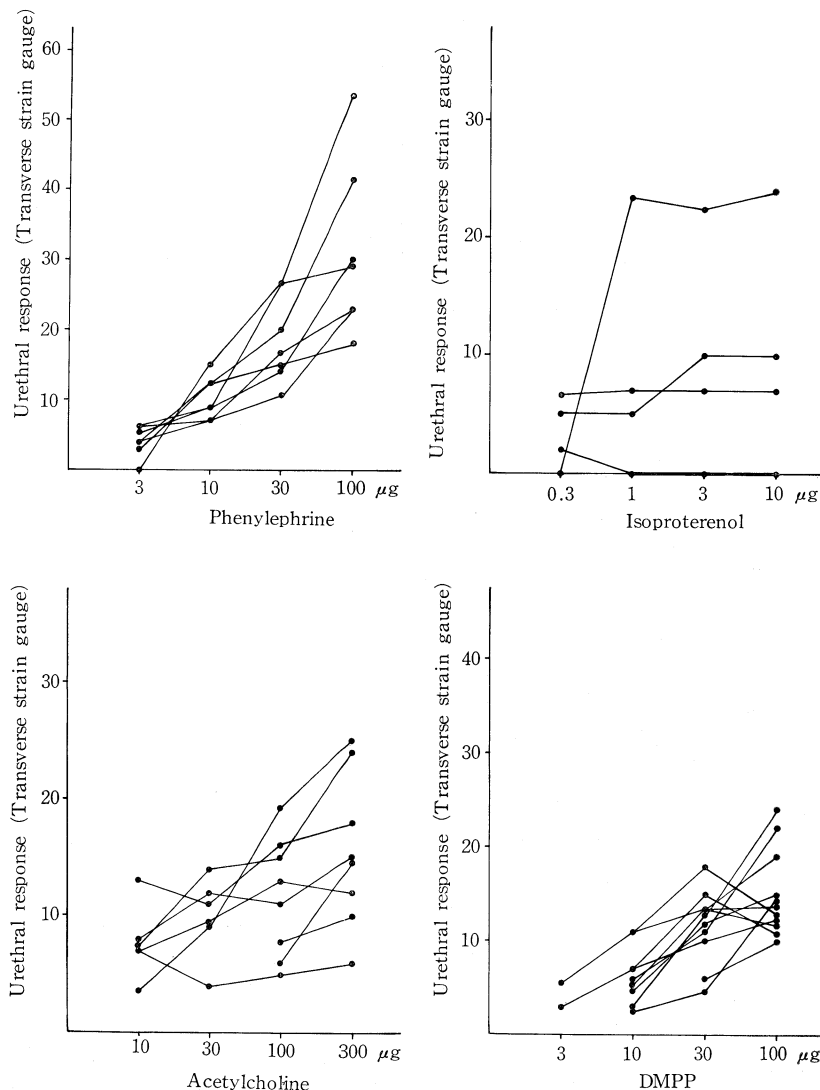 Urethral response (Transverse strain gauge)
60
50
40
30
20
10
3 10 30 100 μg
Phenylephrine
Urethral response (Transverse strain gauge)
30
20
10
0.3 1 3 10 μg
Isoproterenol
Urethral response (Transverse strain gauge)
30
20
10
10 30 100 300 μg
Acetylcholine
Urethral response (Transverse strain gauge)
40
30
20
10
3 10 30 100 μg
DMPP